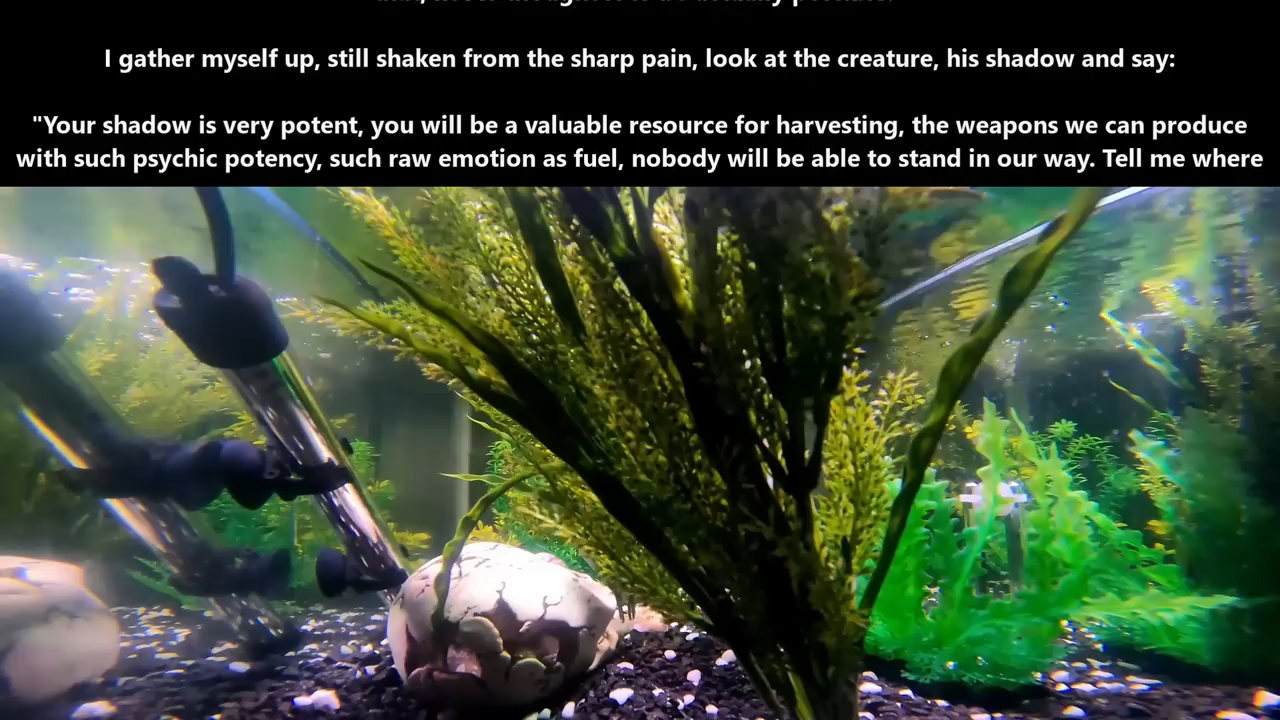 I gather myself up, still shaken from the sharp pain, look at the creature, his shadow and say:
"Your shadow is very potent, you will be a valuable resource for harvesting, the weapons we can produce
with such psychic potency, such raw emotion as fuel, nobody will be able to stand in our way. Tell me where